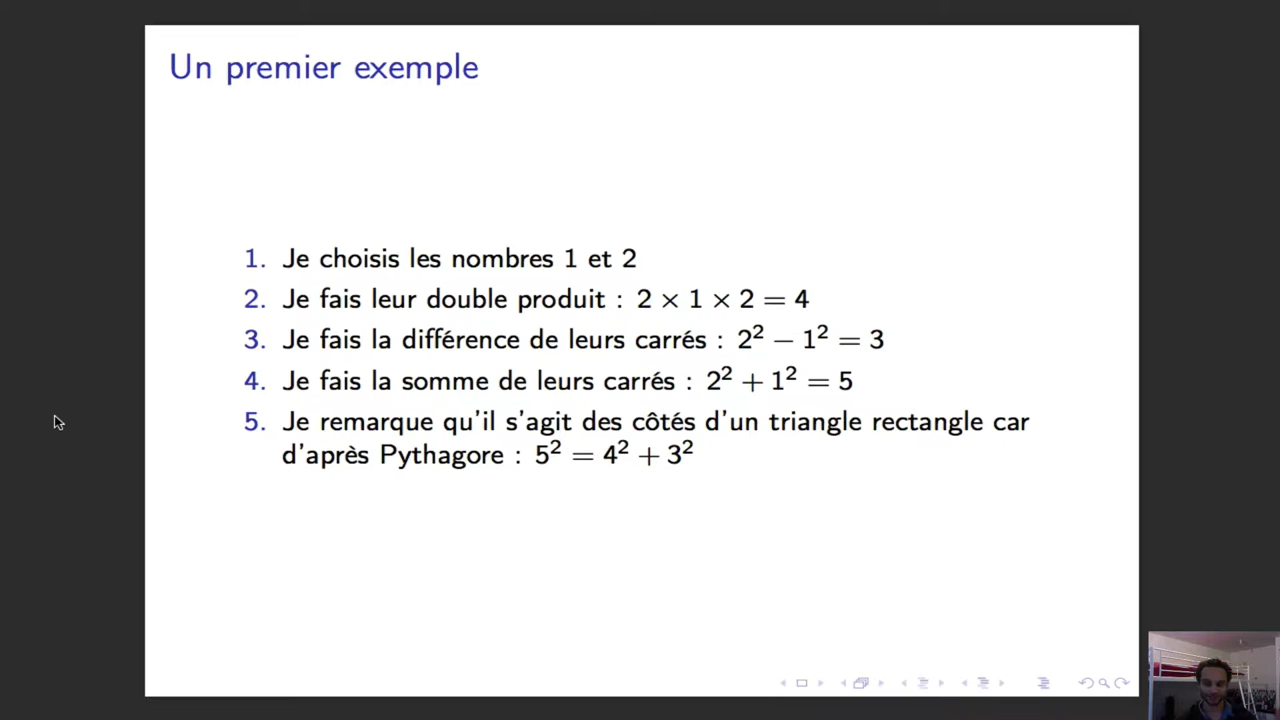 Un premier exemple
1. Je choisis les nombres 1 et 2
2. Je fais leur double produit : 2 × 1 × 2 = 4
3. Je fais la différence de leurs carrés : 2² − 1² = 3
4. Je fais la somme de leurs carrés : 2² + 1² = 5
5. Je remarque qu'il s'agit des côtés d'un triangle rectangle car
d'après Pythagore : 5² = 4² + 3²